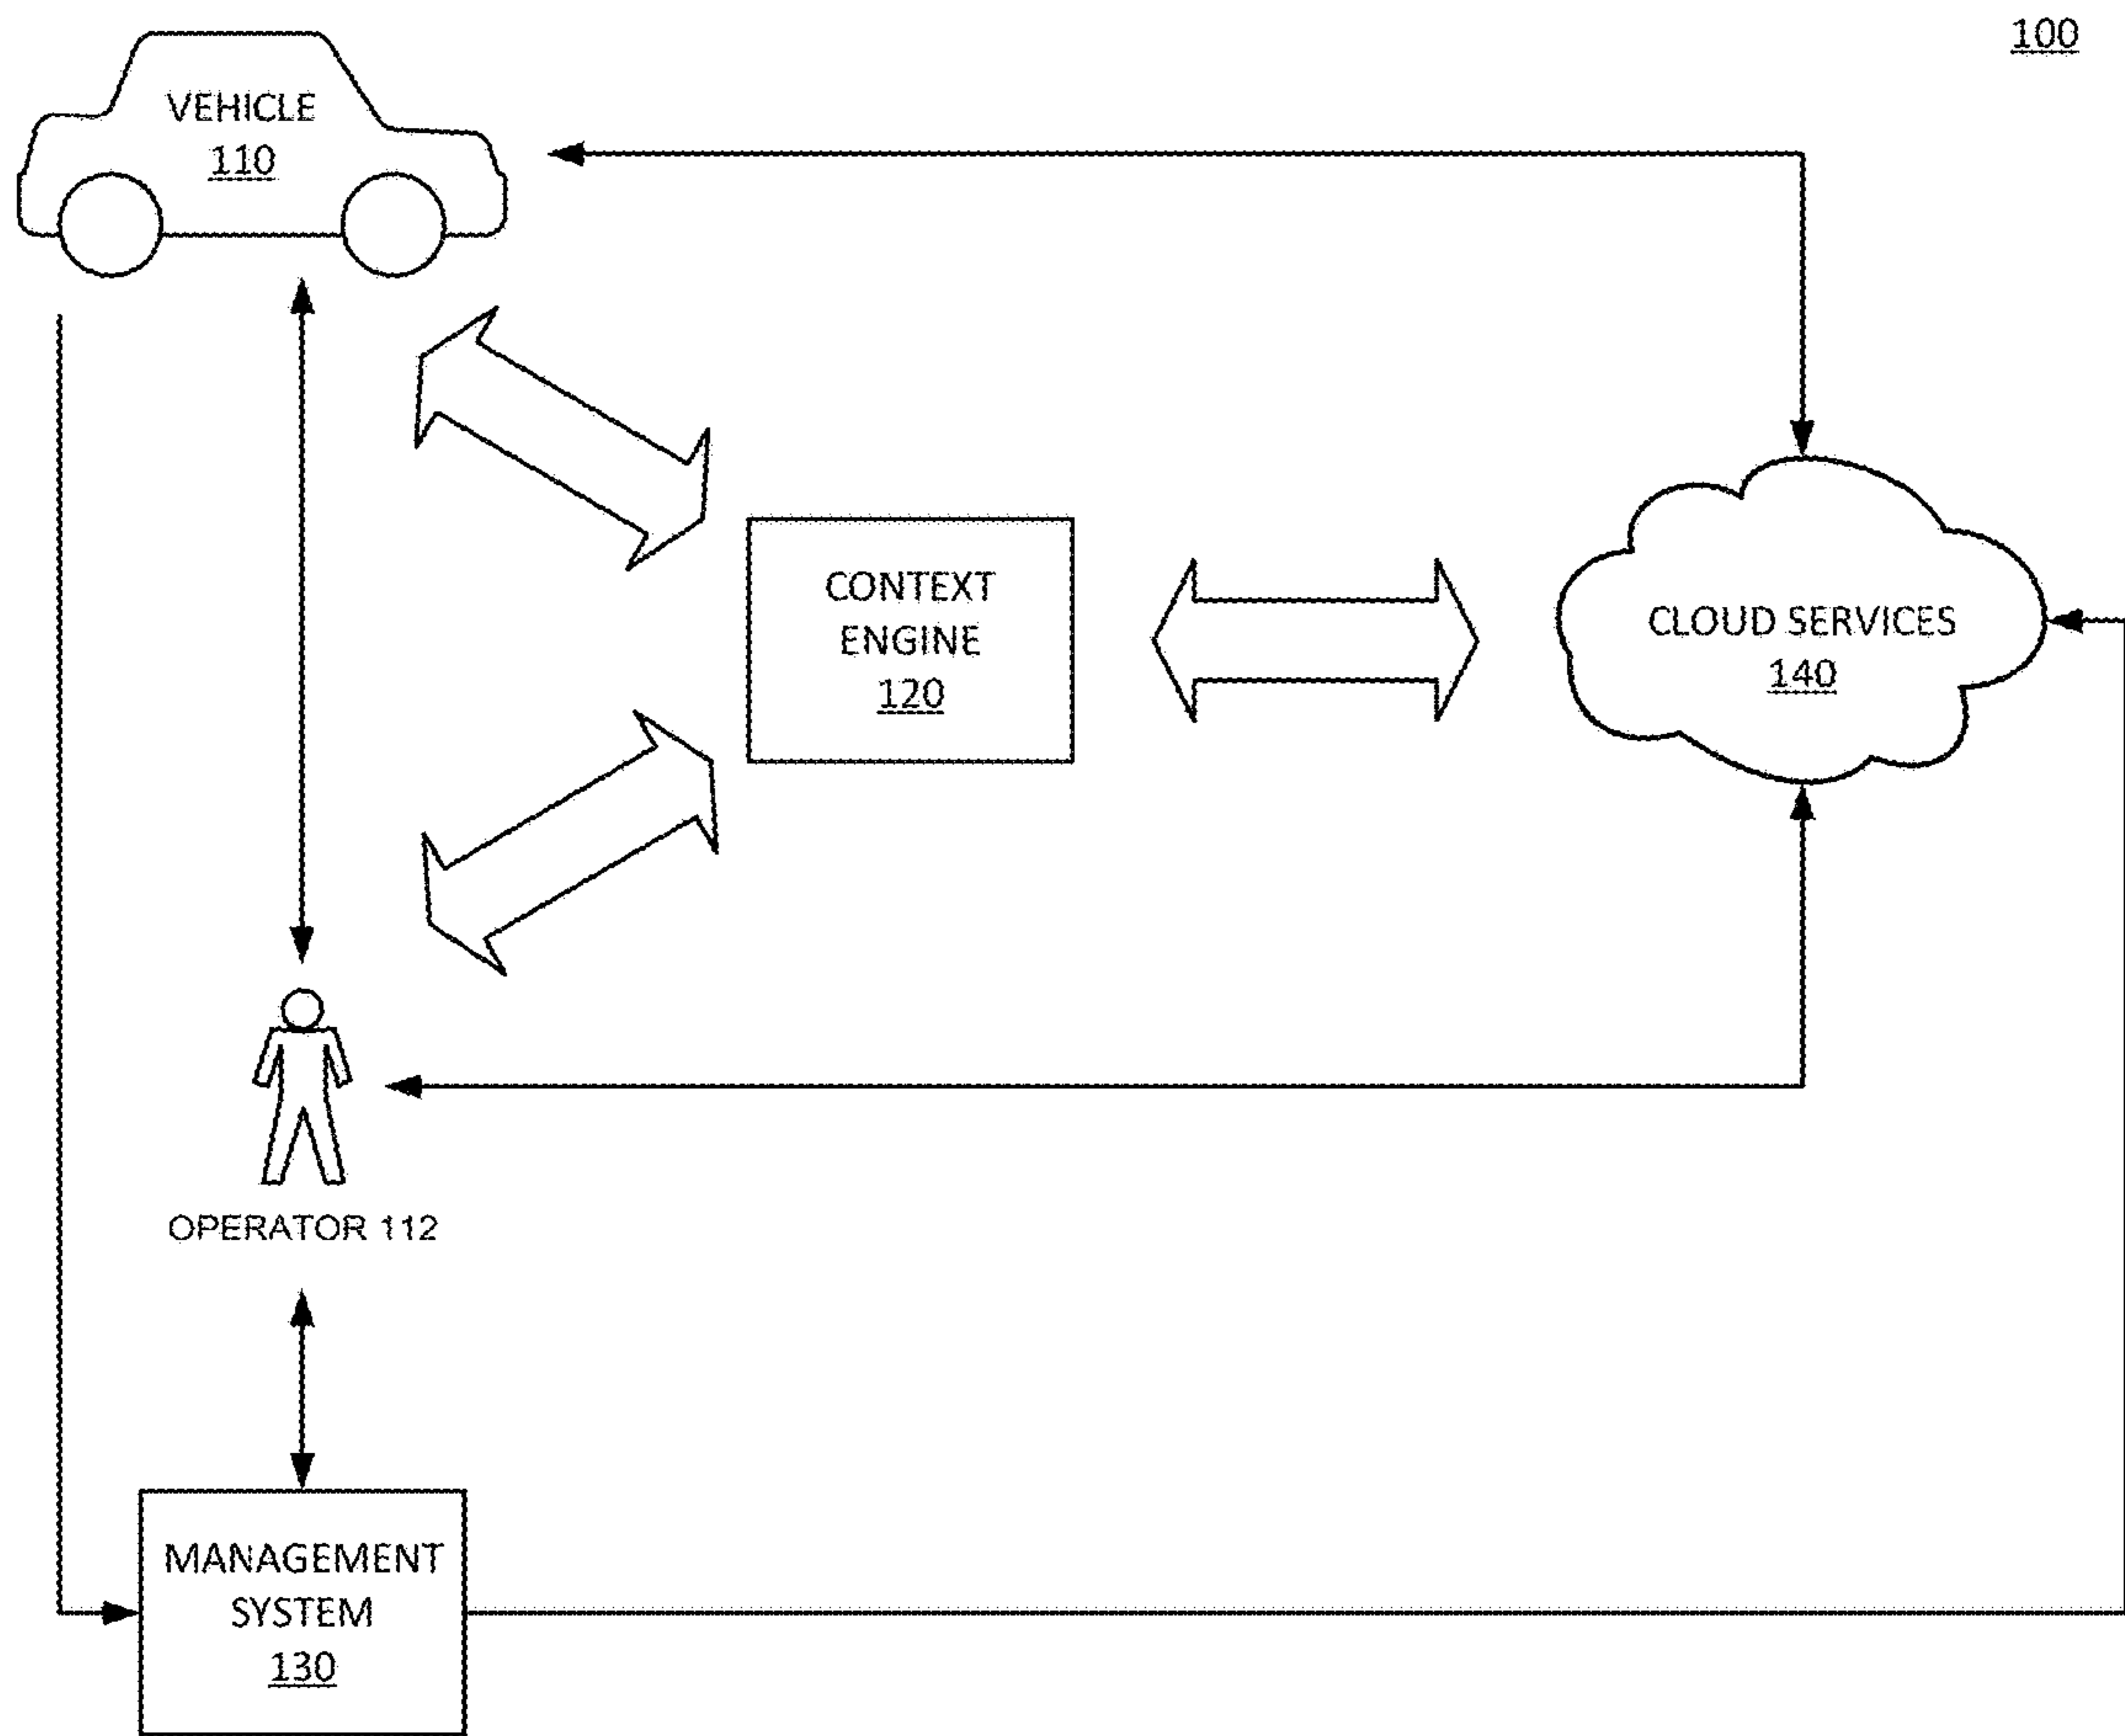 100
VEHICLE
110
CONTEXT
ENGINE
120
CLOUD SERVICES
140
OPERATOR 112
MANAGEMENT
SYSTEM
130